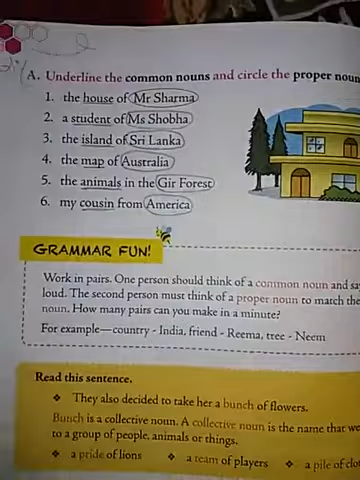 A. Underline the common nouns and circle the proper noun
1. the house of Mr Sharma
2. a student of Ms Shobha
3. the island of Sri Lanka
4. the map of Australia
5. the animals in the Gir Forest
6. my cousin from America
GRAMMAR FUN!
Work in pairs. One person should think of a common noun and sa
loud. The second person must think of a proper noun to match the
noun. How many pairs can you make in a minute?
For example—country - India, friend - Reema, tree - Neem
Read this sentence.
❖ They also decided to take her a bunch of flowers.
Bunch is a collective noun. A collective noun is the name that we
to a group of people, animals or things.
❖ a pride of lions ❖ a team of players ❖ a pile of clo